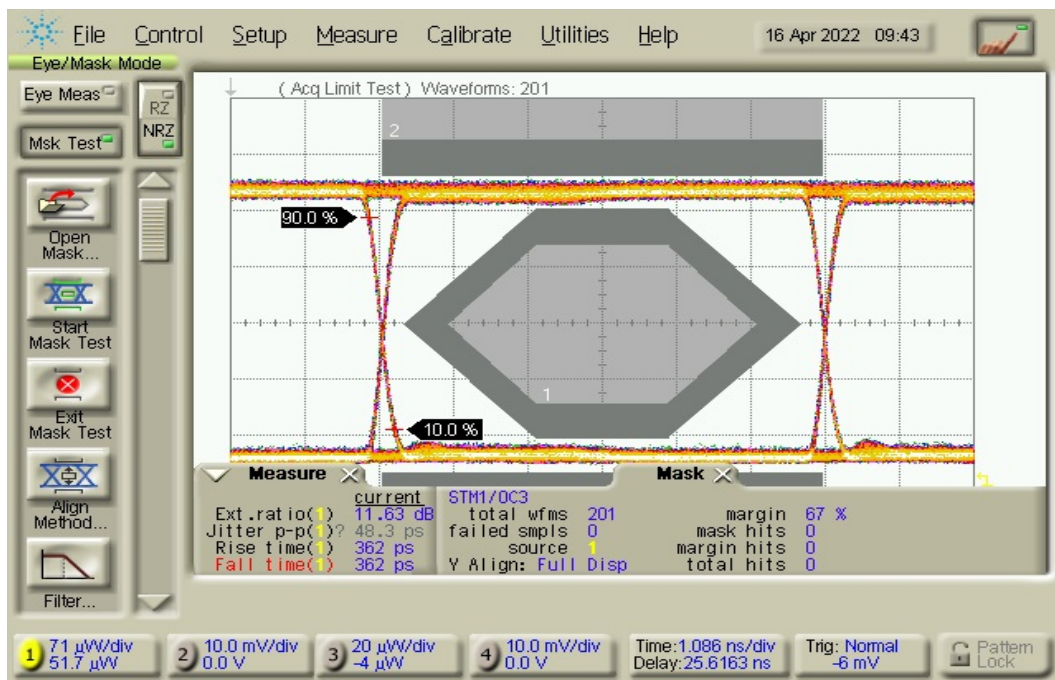 File Control Setup Measure Calibrate Utilities Help 16 Apr 2022 09:43
Eye/Mask Mode
Eye Meas
RZ
NRZ
Msk Test
( Acq Limit Test ) Waveforms: 201
2
90.0 %
Open
Mask...
Start
Mask Test
Exit
Mask Test
1
10.0 %
Align
Method...
Filter...
Measure
current
Ext.ratio(1) 11.63 dB
Jitter p-p(1)? 48.3 ps
Rise time(1) 362 ps
Fall time(1) 362 ps
Mask
STM1/OC3
total wfms 201 margin 67 %
failed smpls 0 mask hits 0
source 1 margin hits 0
Y Align: Full Disp total hits 0
1 71 µW/div
51.7 µW
2 10.0 mV/div
0.0 V
3 20 µW/div
-4 µW
4 10.0 mV/div
0.0 V
Time:1.086 ns/div
Delay:25.6163 ns
Trig: Normal
-6 mV
Pattern
Lock